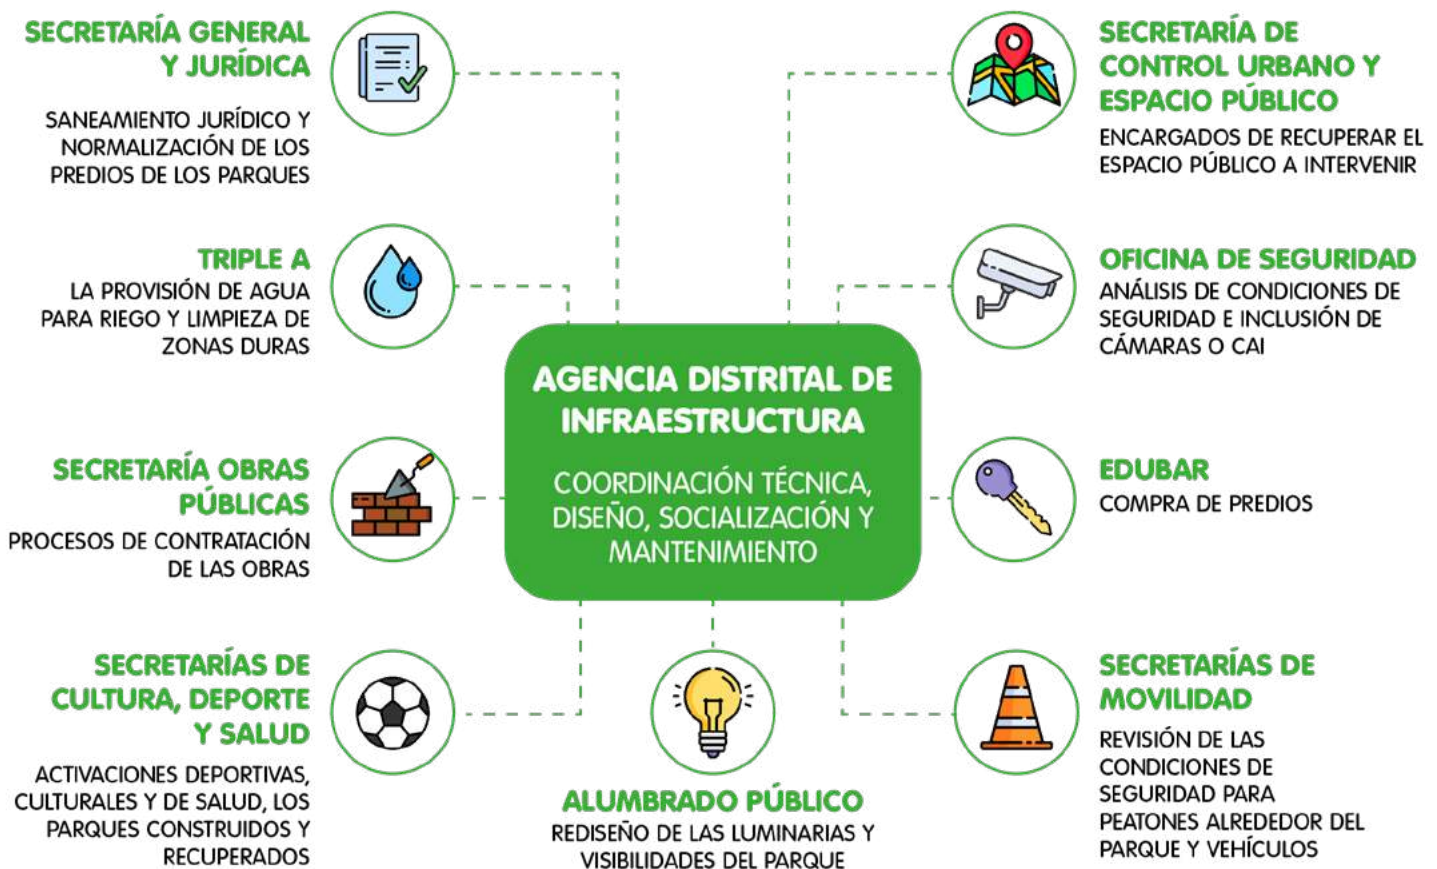 SECRETARÍA GENERAL
Y JURÍDICA
SANEAMIENTO JURÍDICO Y
NORMALIZACIÓN DE LOS
PREDIOS DE LOS PARQUES
SECRETARÍA DE
CONTROL URBANO Y
ESPACIO PÚBLICO
ENCARGADOS DE RECUPERAR EL
ESPACIO PÚBLICO A INTERVENIR
TRIPLE A
LA PROVISIÓN DE AGUA
PARA RIEGO Y LIMPIEZA DE
ZONAS DURAS
OFICINA DE SEGURIDAD
ANÁLISIS DE CONDICIONES DE
SEGURIDAD E INCLUSIÓN DE
CÁMARAS O CAI
AGENCIA DISTRITAL DE
INFRAESTRUCTURA
COORDINACIÓN TÉCNICA,
DISEÑO, SOCIALIZACIÓN Y
MANTENIMIENTO
SECRETARÍA OBRAS
PÚBLICAS
PROCESOS DE CONTRATACIÓN
DE LAS OBRAS
EDUBAR
COMPRA DE PREDIOS
SECRETARÍAS DE
CULTURA, DEPORTE
Y SALUD
ACTIVACIONES DEPORTIVAS,
CULTURALES Y DE SALUD, LOS
PARQUES CONSTRUIDOS Y
RECUPERADOS
ALUMBRADO PÚBLICO
REDISEÑO DE LAS LUMINARIAS Y
VISIBILIDADES DEL PARQUE
SECRETARÍAS DE
MOVILIDAD
REVISIÓN DE LAS
CONDICIONES DE
SEGURIDAD PARA
PEATONES ALREDEDOR DEL
PARQUE Y VEHÍCULOS